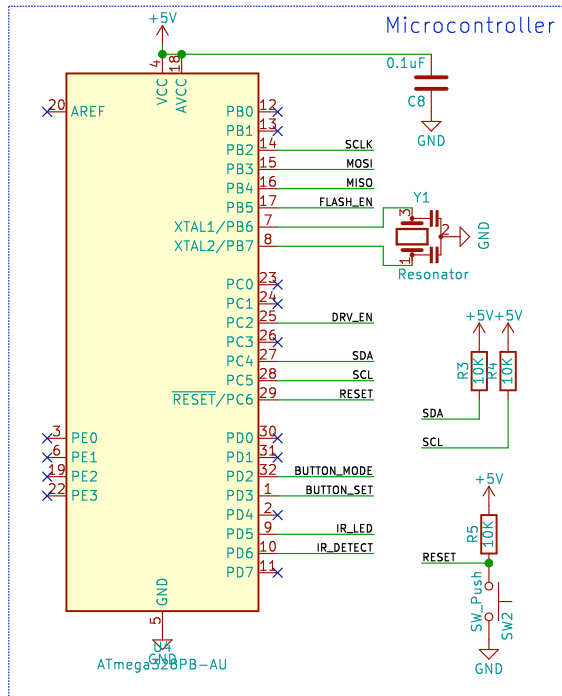 Microcontroller
+5V
4
18
VCC
AVCC
0.1uF
C8
GND
20
AREF
PB0
12
PB1
13
PB2
14
SCLK
PB3
15
MOSI
PB4
16
MISO
PB5
17
FLASH_EN
XTAL1/PB6
7
XTAL2/PB7
8
Y1
3
2
1
GND
Resonator
PC0
23
PC1
24
PC2
25
DRV_EN
PC3
26
PC4
27
SDA
PC5
28
SCL
RESET/PC6
29
RESET
+5V
+5V
R3
10K
R4
10K
SDA
SCL
3
PE0
6
PE1
19
PE2
22
PE3
PD0
30
PD1
31
PD2
32
BUTTON_MODE
PD3
1
BUTTON_SET
PD4
2
PD5
9
IR_LED
PD6
10
IR_DETECT
PD7
11
+5V
R5
10K
RESET
SW_Push
SW2
GND
GND
5
U4
GND
ATmega328PB-AU